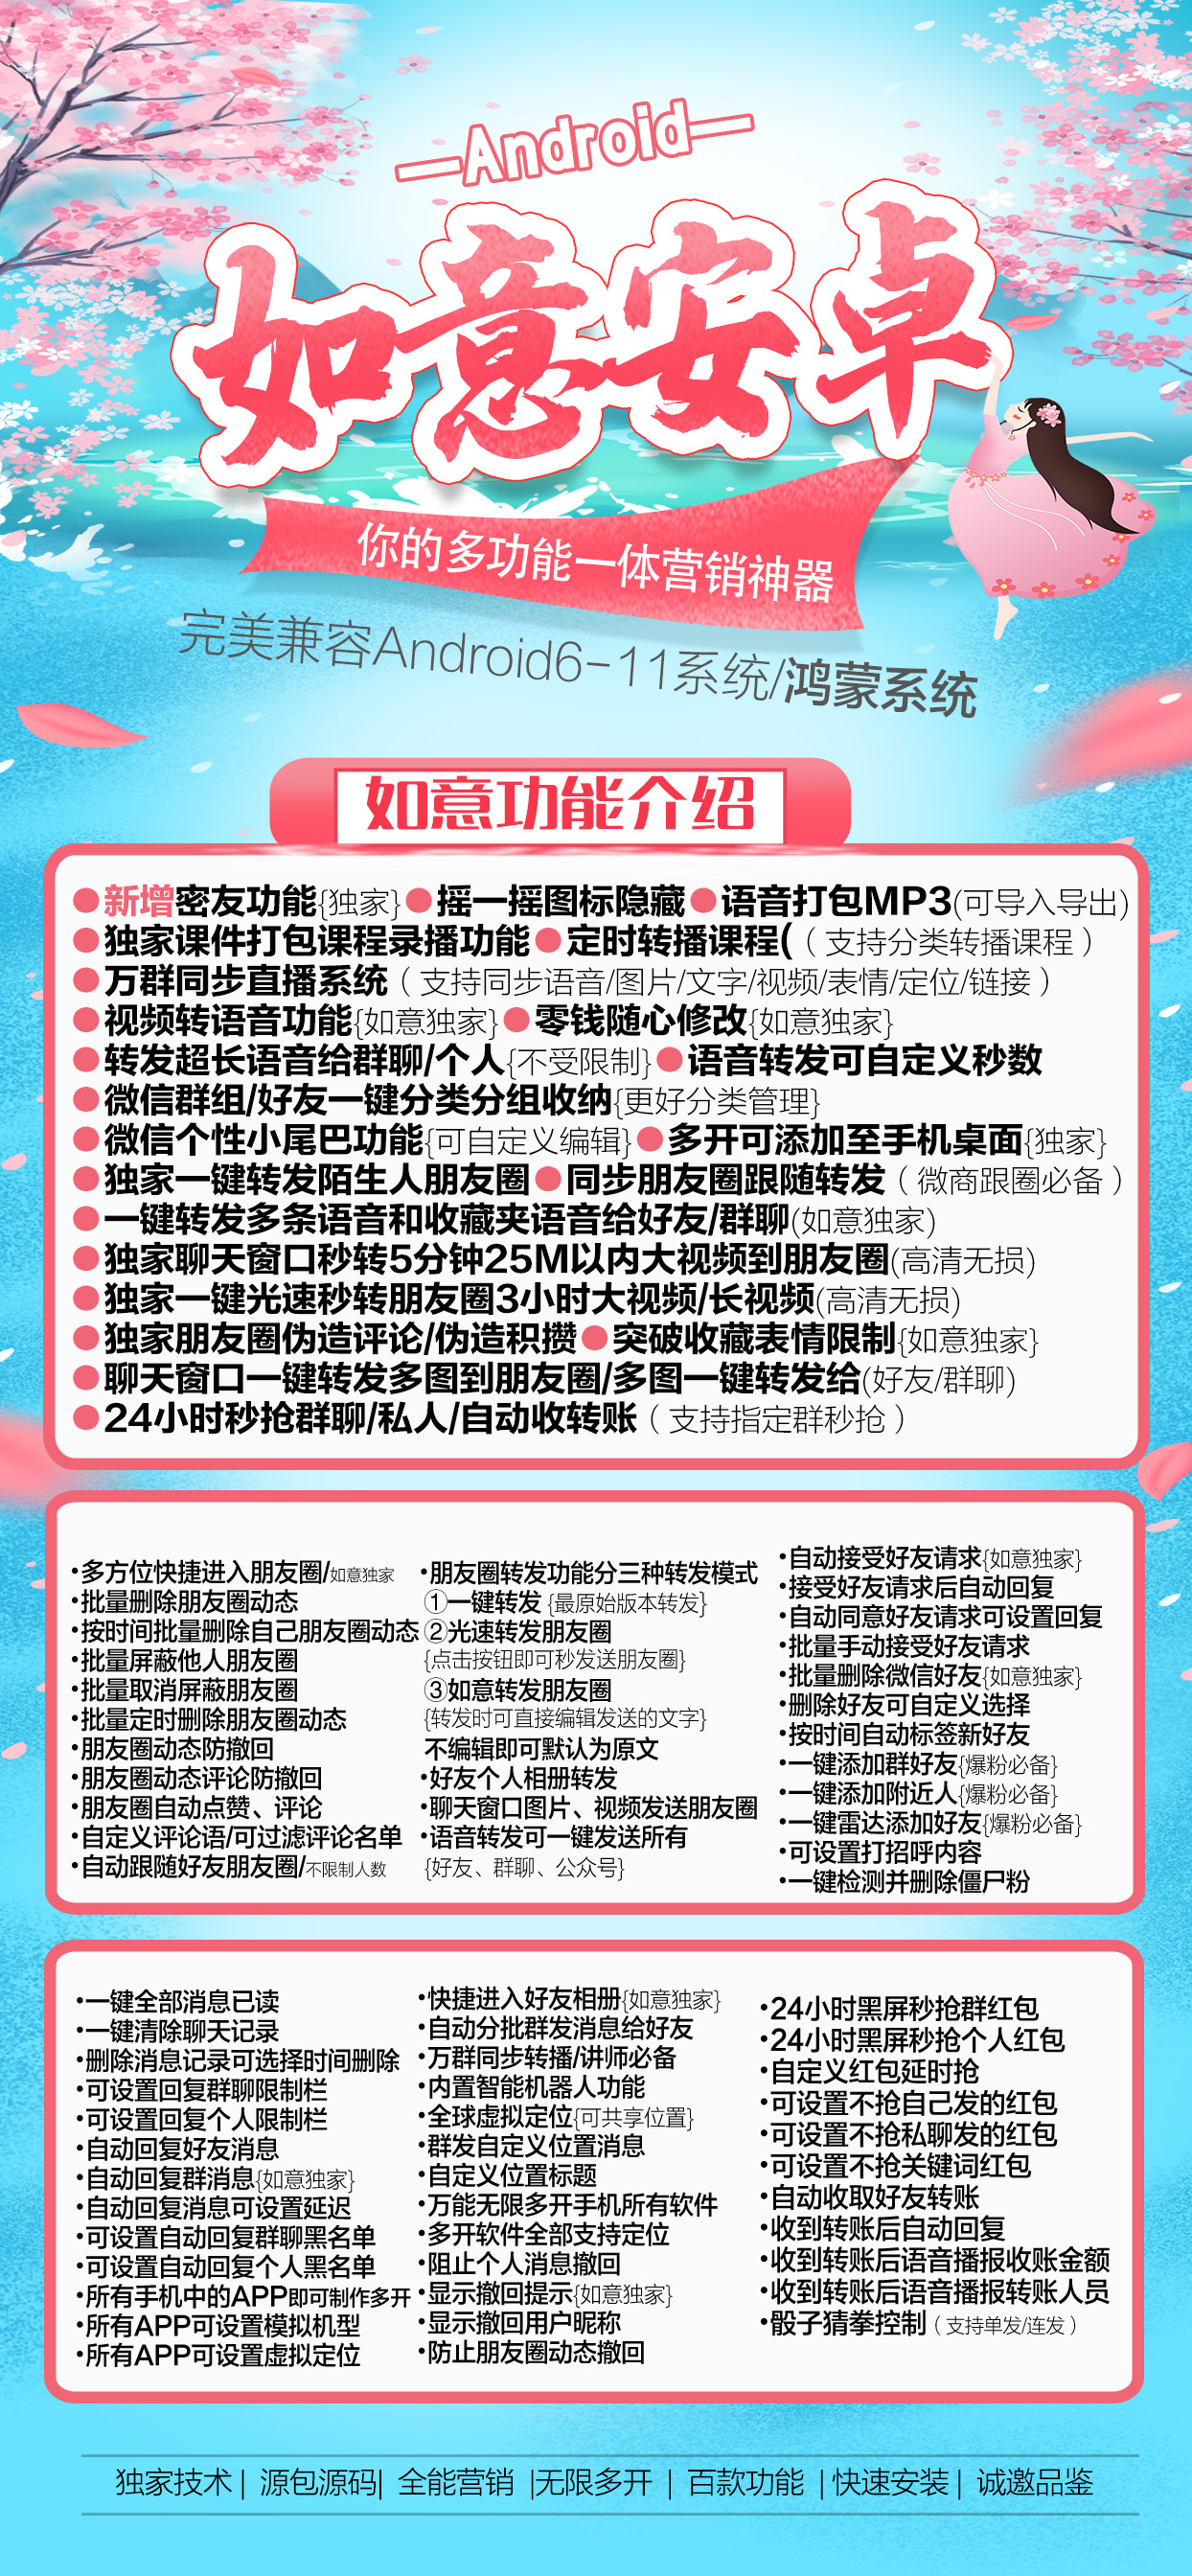 —Android—
如意安卓
你的多功能一体营销神器
完美兼容Android6-11系统/鸿蒙系统
如意功能介绍
●新增密友功能{独家}●摇一摇图标隐藏●语音打包MP3(可导入导出)
●独家课件打包课程录播功能●定时转播课程(（支持分类转播课程）
●万群同步直播系统（支持同步语音/图片/文字/视频/表情/定位/链接）
●视频转语音功能{如意独家}●零钱随心修改{如意独家}
●转发超长语音给群聊/个人{不受限制}●语音转发可自定义秒数
●微信群组/好友一键分类分组收纳{更好分类管理}
●微信个性小尾巴功能{可自定义编辑}●多开可添加至手机桌面{独家}
●独家一键转发陌生人朋友圈●同步朋友圈跟随转发（微商跟圈必备）
●一键转发多条语音和收藏夹语音给好友/群聊(如意独家)
●独家聊天窗口秒转5分钟25M以内大视频到朋友圈(高清无损)
●独家一键光速秒转朋友圈3小时大视频/长视频(高清无损)
●独家朋友圈伪造评论/伪造积攒●突破收藏表情限制{如意独家}
●聊天窗口一键转发多图到朋友圈/多图一键转发给(好友/群聊)
●24小时秒抢群聊/私人/自动收转账（支持指定群秒抢）
•多方位快捷进入朋友圈/如意独家
•批量删除朋友圈动态
•按时间批量删除自己朋友圈动态
•批量屏蔽他人朋友圈
•批量取消屏蔽朋友圈
•批量定时删除朋友圈动态
•朋友圈动态防撤回
•朋友圈动态评论防撤回
•朋友圈自动点赞、评论
•自定义评论语/可过滤评论名单
•自动跟随好友朋友圈/不限制人数
•朋友圈转发功能分三种转发模式
①一键转发{最原始版本转发}
②光速转发朋友圈
{点击按钮即可秒发送朋友圈}
③如意转发朋友圈
{转发时可直接编辑发送的文字}
不编辑即可默认为原文
•好友个人相册转发
•聊天窗口图片、视频发送朋友圈
•语音转发可一键发送所有
{好友、群聊、公众号}
•自动接受好友请求{如意独家}
•接受好友请求后自动回复
•自动同意好友请求可设置回复
•批量手动接受好友请求
•批量删除微信好友{如意独家}
•删除好友可自定义选择
•按时间自动标签新好友
•一键添加群好友{爆粉必备}
•一键添加附近人{爆粉必备}
•一键雷达添加好友{爆粉必备}
•可设置打招呼内容
•一键检测并删除僵尸粉
•一键全部消息已读
•一键清除聊天记录
•删除消息记录可选择时间删除
•可设置回复群聊限制栏
•可设置回复个人限制栏
•自动回复好友消息
•自动回复群消息{如意独家}
•自动回复消息可设置延迟
•可设置自动回复群聊黑名单
•可设置自动回复个人黑名单
•所有手机中的APP即可制作多开
•所有APP可设置模拟机型
•所有APP可设置虚拟定位
•快捷进入好友相册{如意独家}
•自动分批群发消息给好友
•万群同步转播/讲师必备
•内置智能机器人功能
•全球虚拟定位{可共享位置}
•群发自定义位置消息
•自定义位置标题
•万能无限多开手机所有软件
•多开软件全部支持定位
•阻止个人消息撤回
•显示撤回提示{如意独家}
•显示撤回用户昵称
•防止朋友圈动态撤回
•24小时黑屏秒抢群红包
•24小时黑屏秒抢个人红包
•自定义红包延时抢
•可设置不抢自己发的红包
•可设置不抢私聊发的红包
•可设置不抢关键词红包
•自动收取好友转账
•收到转账后自动回复
•收到转账后语音播报收账金额
•收到转账后语音播报转账人员
•骰子猜拳控制（支持单发/连发）
独家技术| 源包源码| 全能营销 |无限多开 | 百款功能 |快速安装| 诚邀品鉴